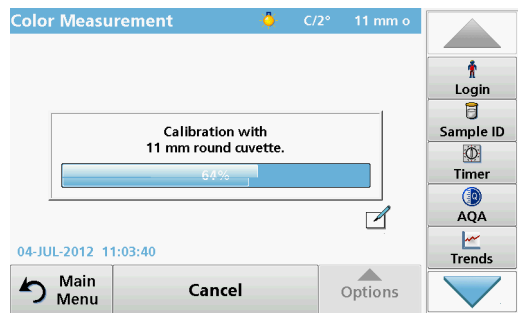 Color Measurement C/2° 11 mm o
Login
Sample ID
Timer
AQA
Trends
Calibration with
11 mm round cuvette.
64%
04-JUL-2012 11:03:40
Main
Menu
Cancel
Options